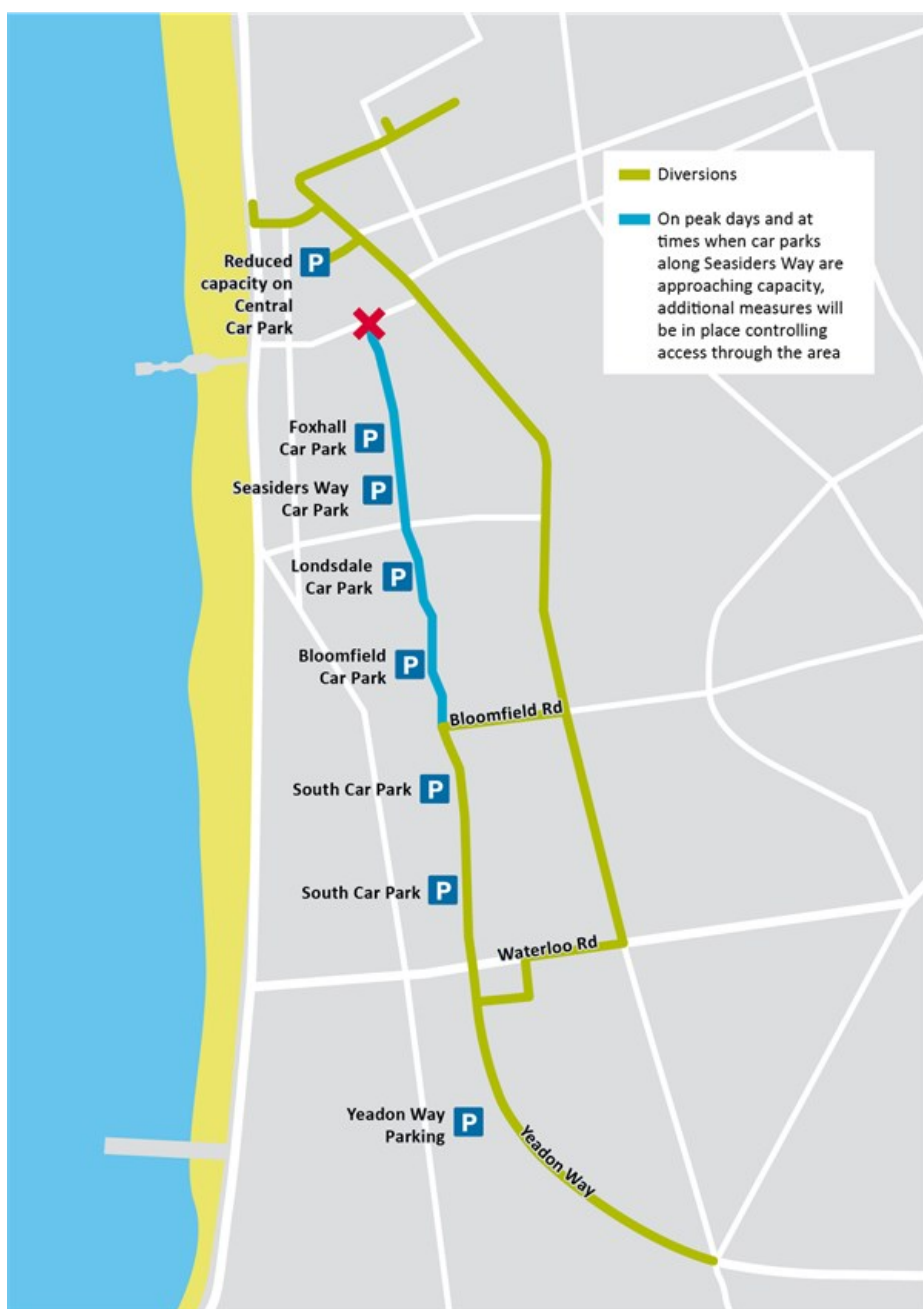 Diversions
On peak days and at
times when car parks
along Seasiders Way are
approaching capacity,
additional measures will
be in place controlling
access through the area
Reduced
capacity on
Central
Car Park
P
Foxhall
Car Park
P
Seasiders Way
Car Park
P
Londsdale
Car Park
P
Bloomfield
Car Park
P
Bloomfield Rd
South Car Park
P
South Car Park
P
Waterloo Rd
Yeadon Way
Parking
P
Yeadon Way